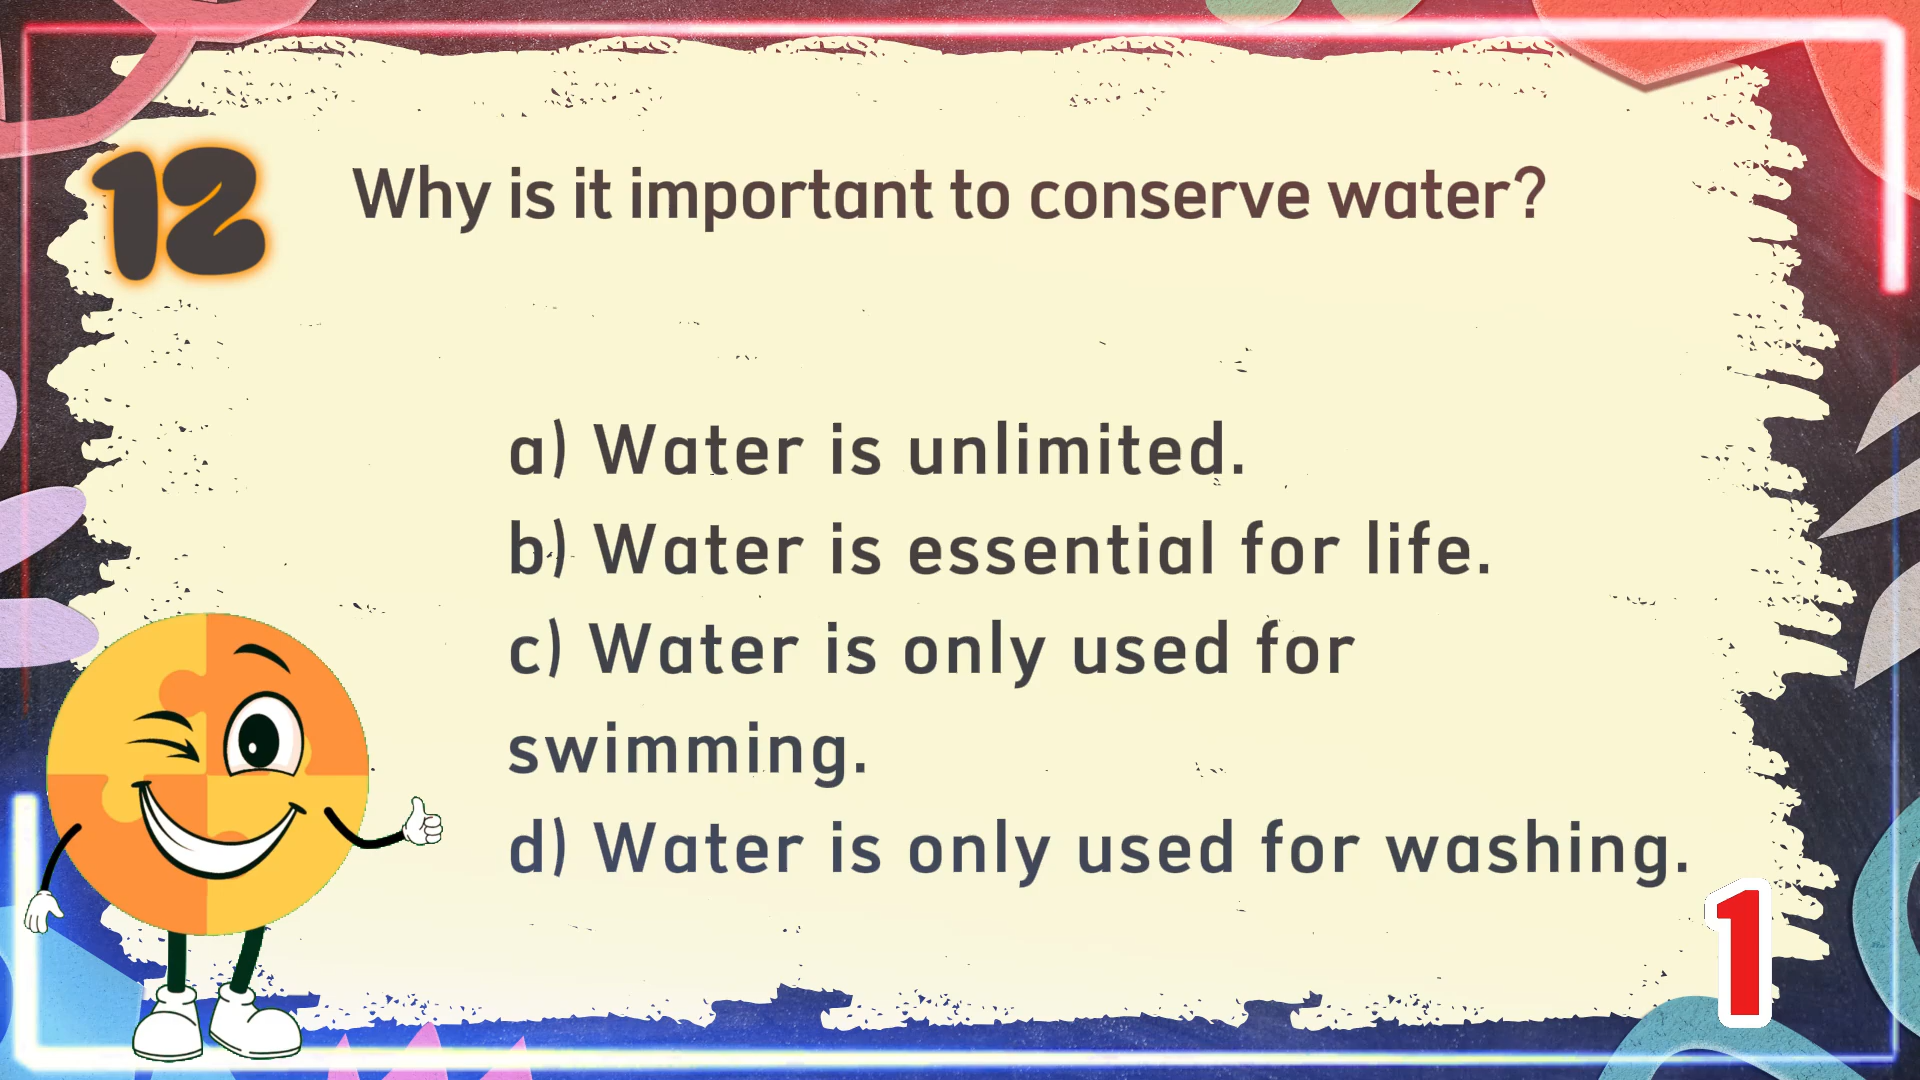 12
Why is it important to conserve water?
a) Water is unlimited.
b) Water is essential for life.
c) Water is only used for
swimming.
d) Water is only used for washing.
1